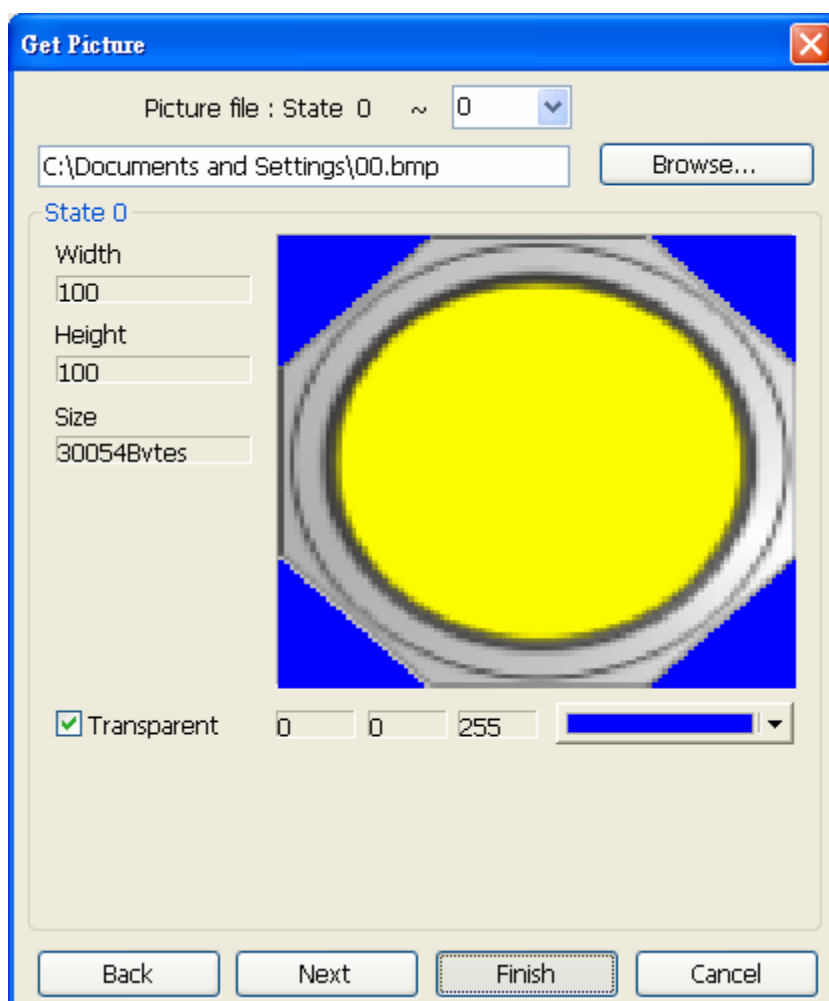 Get Picture
Picture file : State 0 ~ 0
C:\Documents and Settings\00.bmp Browse...
State 0
Width
100
Height
100
Size
30054Bytes
Transparent 0 0 255
Back Next Finish Cancel